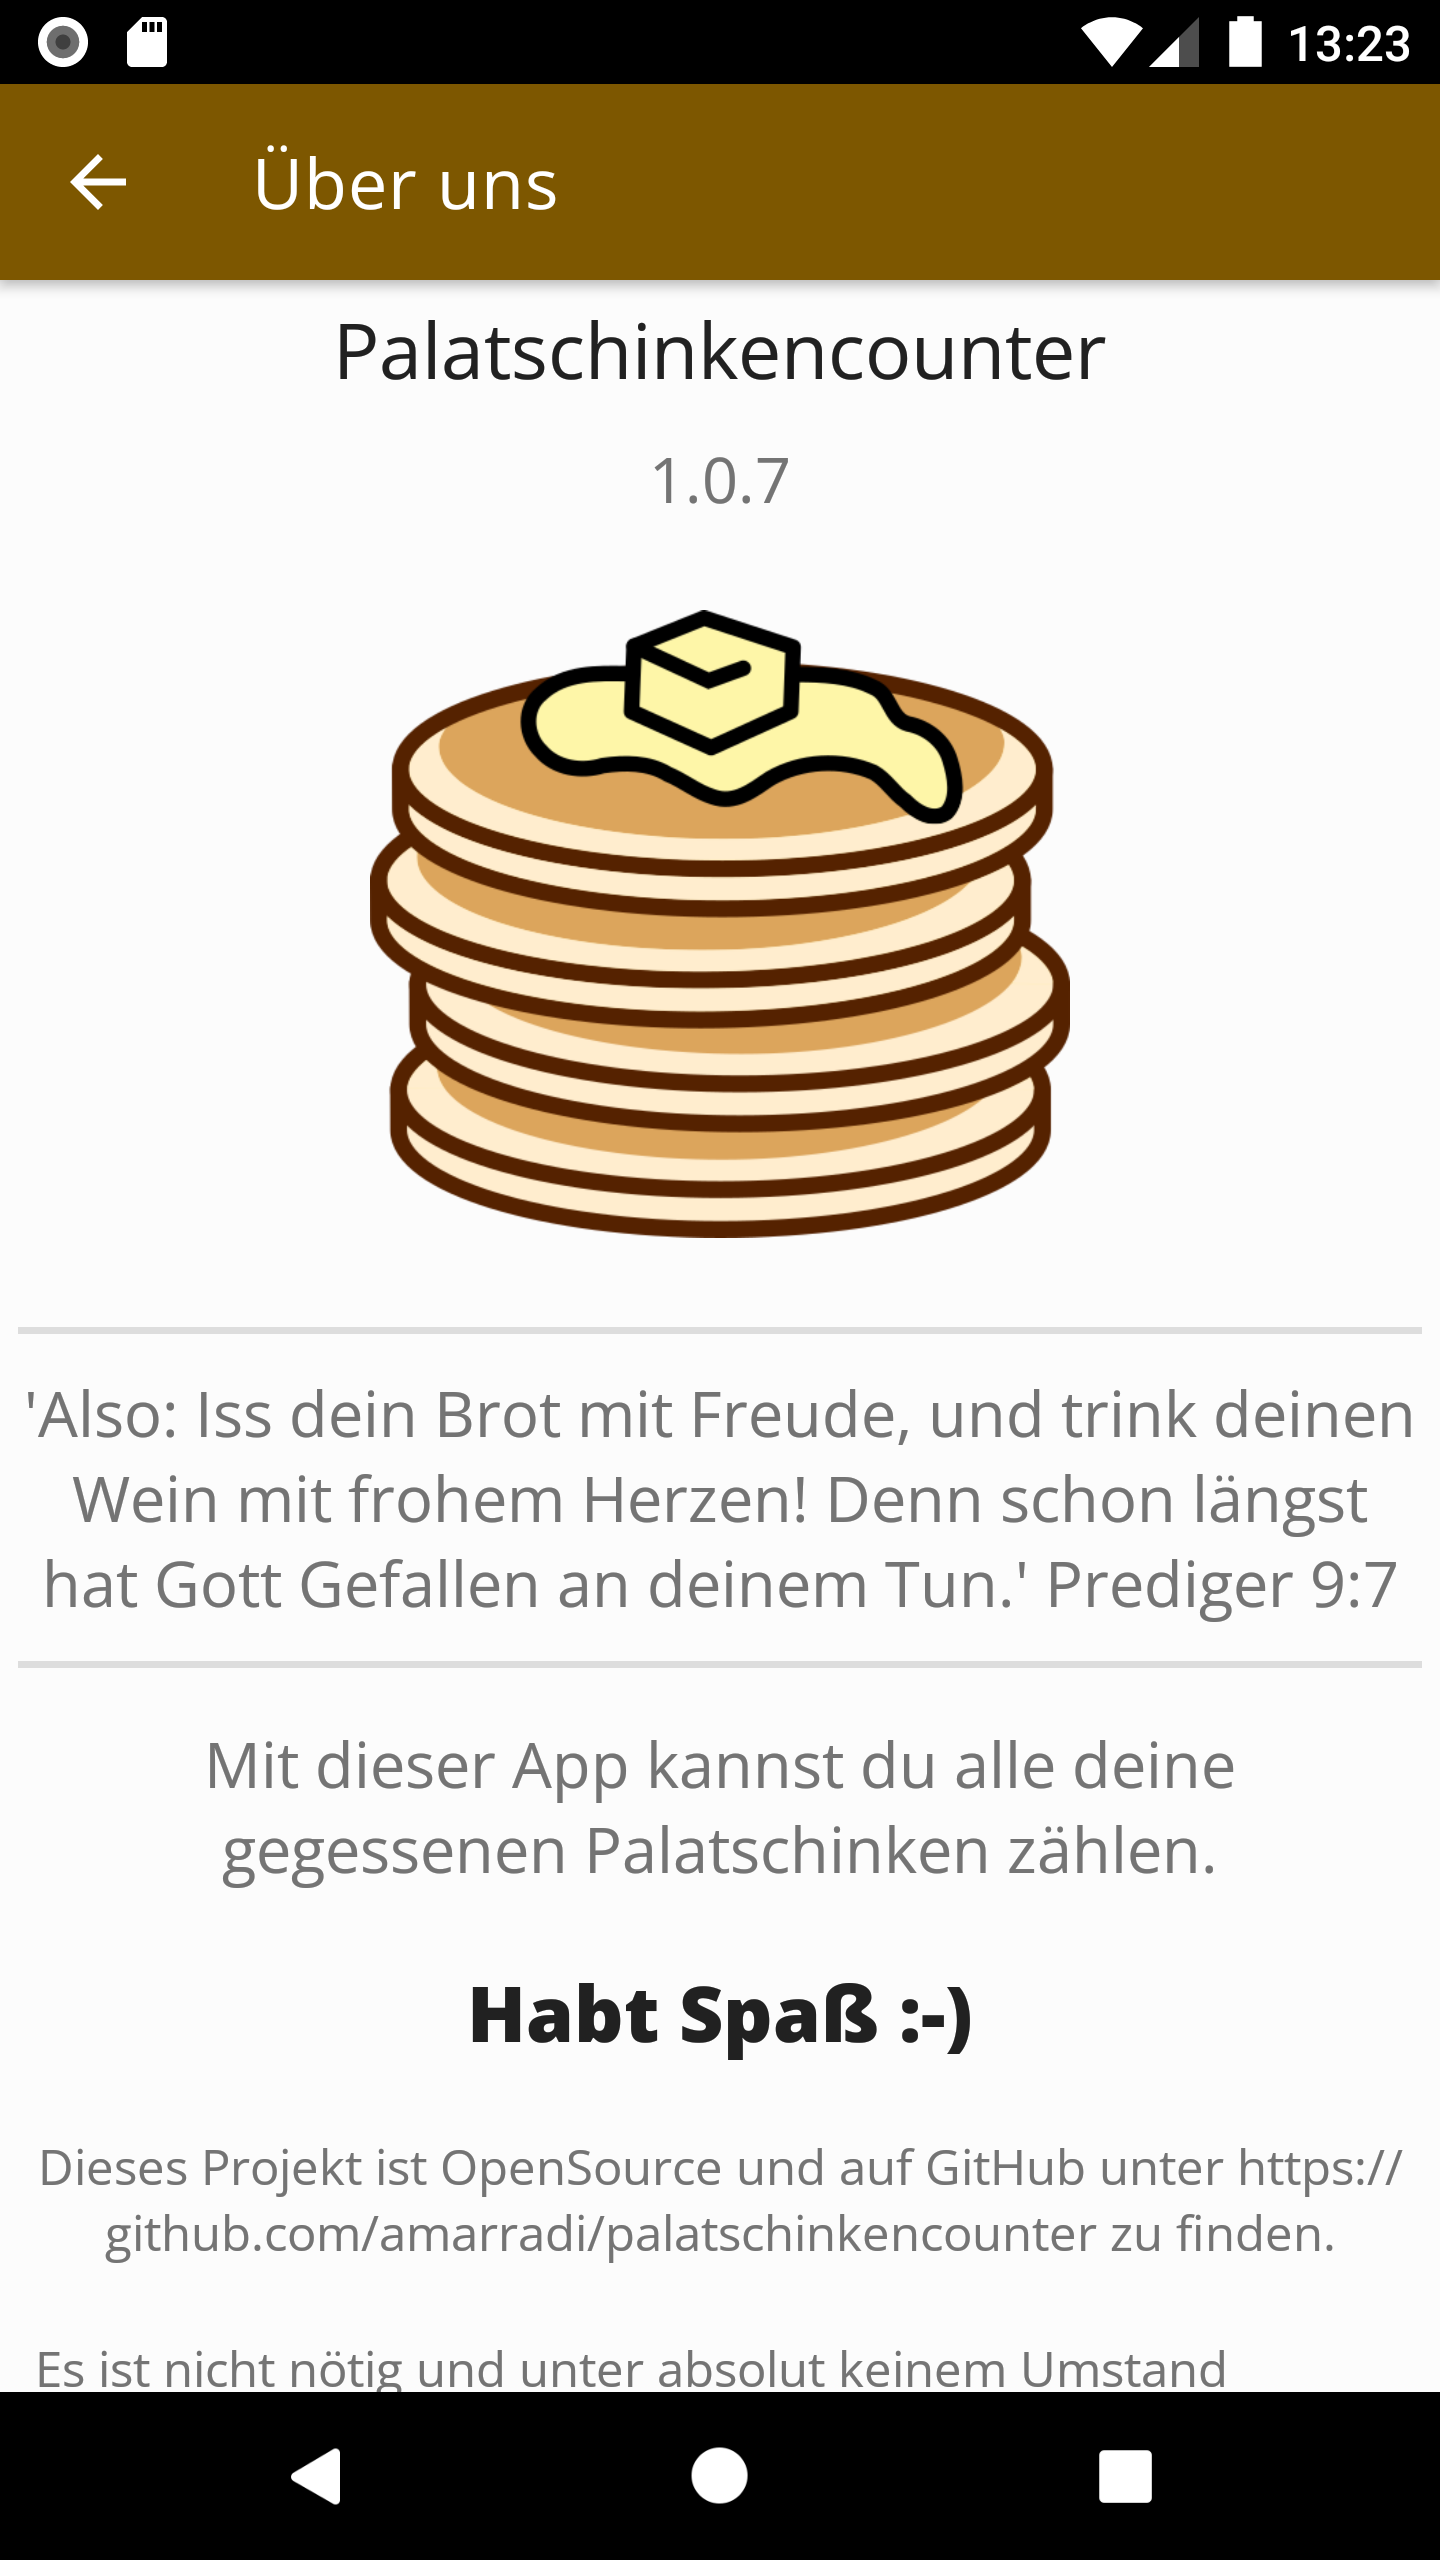 13:23
Über uns
Palatschinkencounter
1.0.7
'Also: Iss dein Brot mit Freude, und trink deinen
Wein mit frohem Herzen! Denn schon längst
hat Gott Gefallen an deinem Tun.' Prediger 9:7
Mit dieser App kannst du alle deine
gegessenen Palatschinken zählen.
Habt Spaß :-)
Dieses Projekt ist OpenSource und auf GitHub unter https://
github.com/amarradi/palatschinkencounter zu finden.
Es ist nicht nötig und unter absolut keinem Umstand